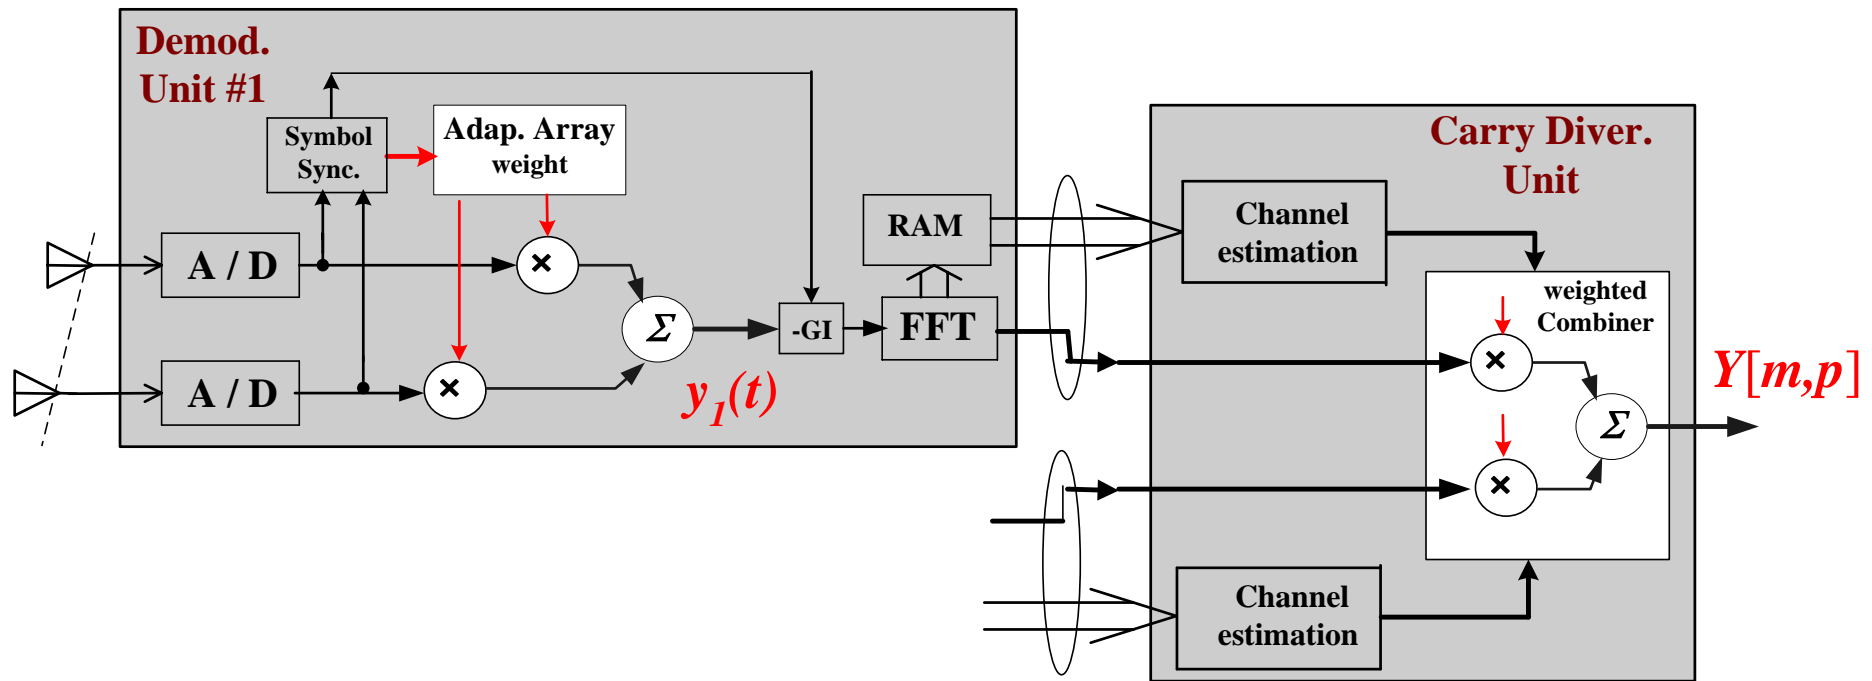 Demod.
Unit #1
Symbol
Sync.
Adap. Array
weight
A / D
×
A / D
×
Σ
y1(t)
-GI
FFT
RAM
Carry Diver.
Unit
Channel
estimation
weighted
Combiner
×
×
Σ
Y[m,p]
Channel
estimation